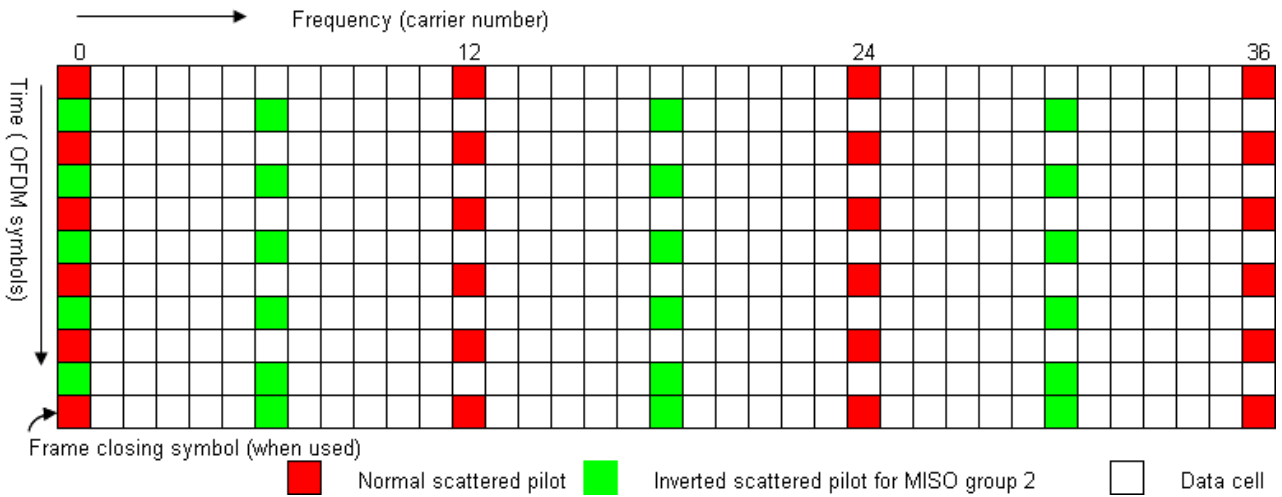 Frequency (carrier number)
0 12 24 36
Time ( OFDM symbols)
Frame closing symbol (when used)
Normal scattered pilot Inverted scattered pilot for MISO group 2 Data cell